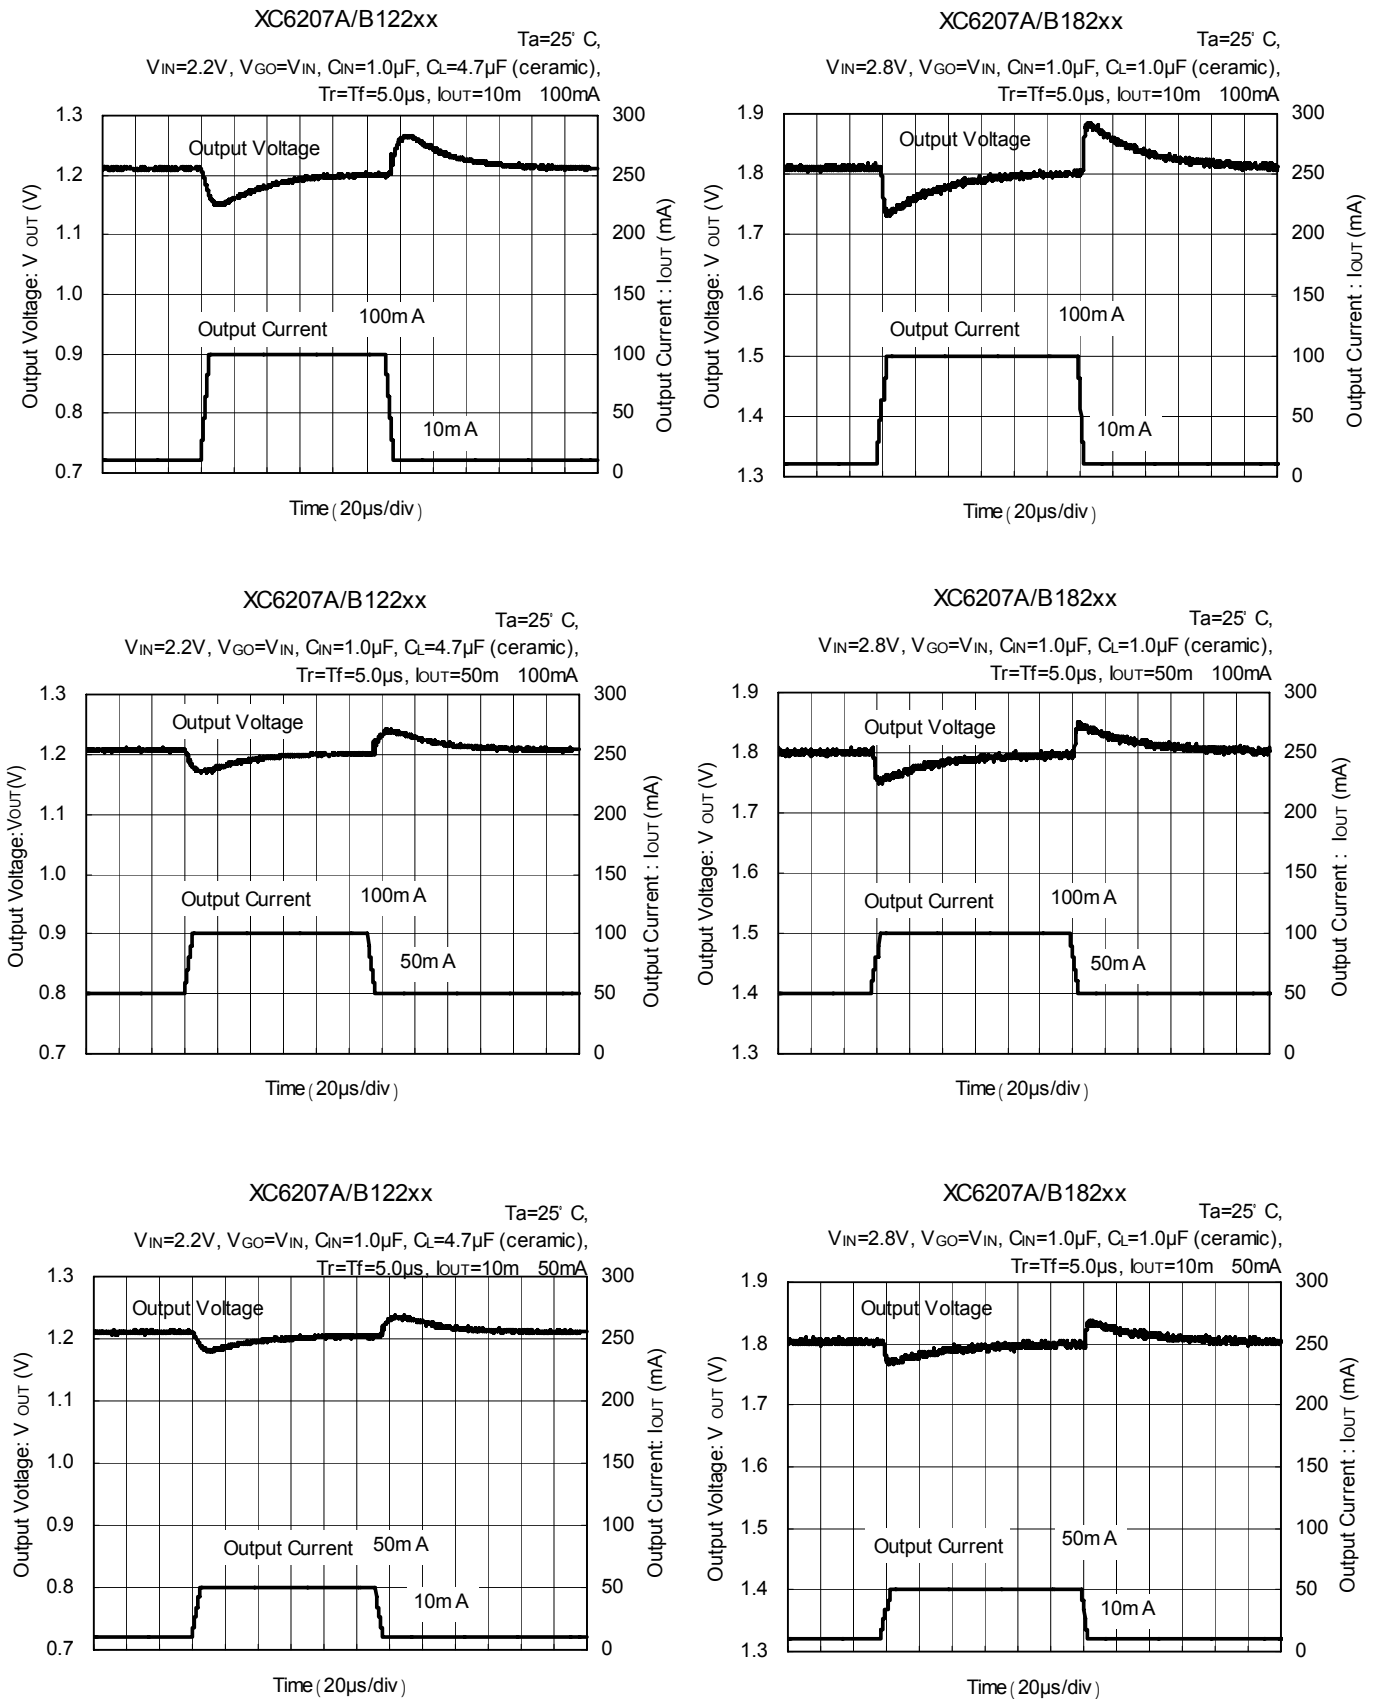 XC6207A/B122xx
Ta=25° C,
VIN=2.2V, VGO=VIN, CIN=1.0µF, CL=4.7µF (ceramic),
Tr=Tf=5.0µs, IOUT=10m 100mA
1.3
1.2
1.1
1.0
0.9
0.8
0.7
300
250
200
150
100
50
0
Output Voltage: V OUT (V)
Output Current : IOUT (mA)
Output Voltage
Output Current
100mA
10mA
Time(20µs/div)
XC6207A/B182xx
Ta=25° C,
VIN=2.8V, VGO=VIN, CIN=1.0µF, CL=1.0µF (ceramic),
Tr=Tf=5.0µs, IOUT=10m 100mA
1.9
1.8
1.7
1.6
1.5
1.4
1.3
300
250
200
150
100
50
0
Output Voltage: V OUT (V)
Output Current : IOUT (mA)
Output Voltage
Output Current
100mA
10mA
Time(20µs/div)
XC6207A/B122xx
Ta=25° C,
VIN=2.2V, VGO=VIN, CIN=1.0µF, CL=4.7µF (ceramic),
Tr=Tf=5.0µs, IOUT=50m 100mA
1.3
1.2
1.1
1.0
0.9
0.8
0.7
300
250
200
150
100
50
0
Output Voltage:VOUT(V)
Output Current : IOUT (mA)
Output Voltage
Output Current
100mA
50mA
Time(20µs/div)
XC6207A/B182xx
Ta=25° C,
VIN=2.8V, VGO=VIN, CIN=1.0µF, CL=1.0µF (ceramic),
Tr=Tf=5.0µs, IOUT=50m 100mA
1.9
1.8
1.7
1.6
1.5
1.4
1.3
300
250
200
150
100
50
0
Output Voltage: V OUT (V)
Output Current : IOUT (mA)
Output Voltage
Output Current
100mA
50mA
Time(20µs/div)
XC6207A/B122xx
Ta=25° C,
VIN=2.2V, VGO=VIN, CIN=1.0µF, CL=4.7µF (ceramic),
Tr=Tf=5.0µs, IOUT=10m 50mA
1.3
1.2
1.1
1.0
0.9
0.8
0.7
300
250
200
150
100
50
0
Output Votlage: V OUT (V)
Output Current: IOUT (mA)
Output Voltage
Output Current
50mA
10mA
Time(20µs/div)
XC6207A/B182xx
Ta=25° C,
VIN=2.8V, VGO=VIN, CIN=1.0µF, CL=1.0µF (ceramic),
Tr=Tf=5.0µs, IOUT=10m 50mA
1.9
1.8
1.7
1.6
1.5
1.4
1.3
300
250
200
150
100
50
0
Output Voltage: V OUT (V)
Output Current : IOUT (mA)
Output Voltage
Output Current
50mA
10mA
Time(20µs/div)